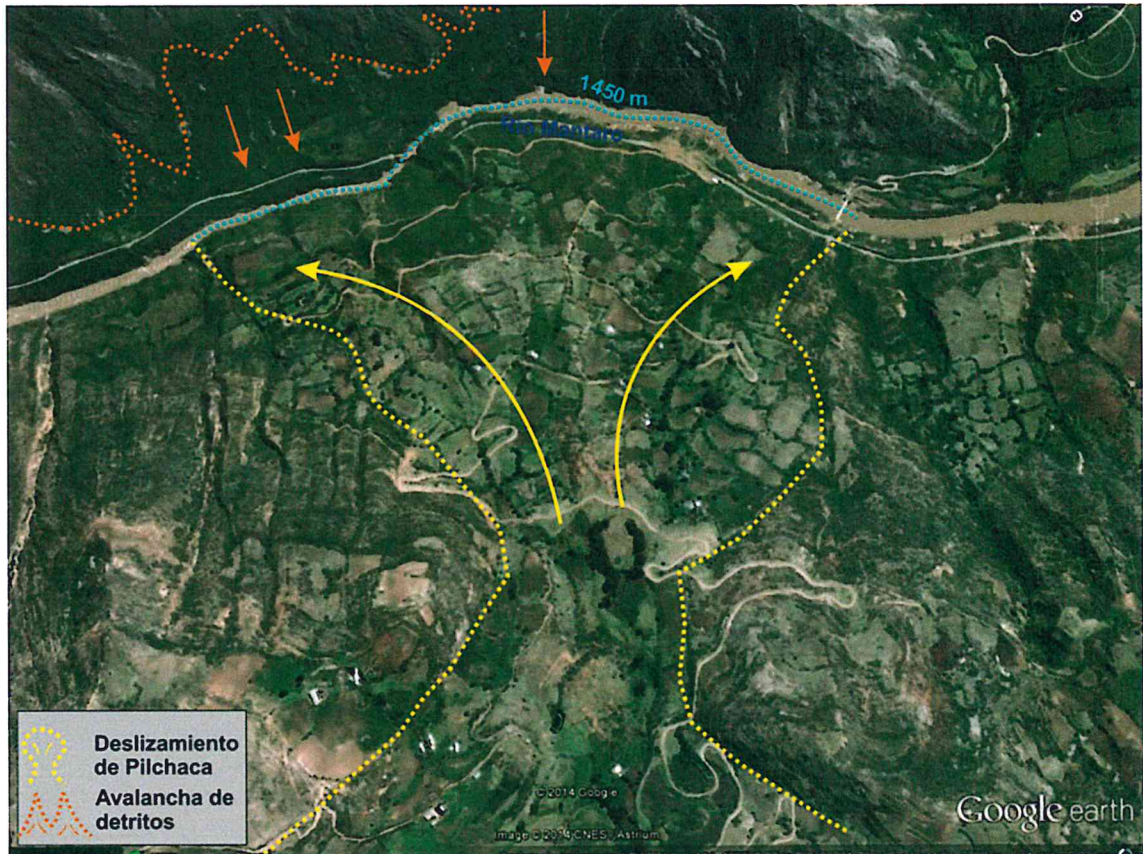 1450 m
Río Mantaro
Deslizamiento
de Pilchaca
Avalancha de
detritos
© 2014 Google
Image © 2014 CNES / Astrium
Google earth